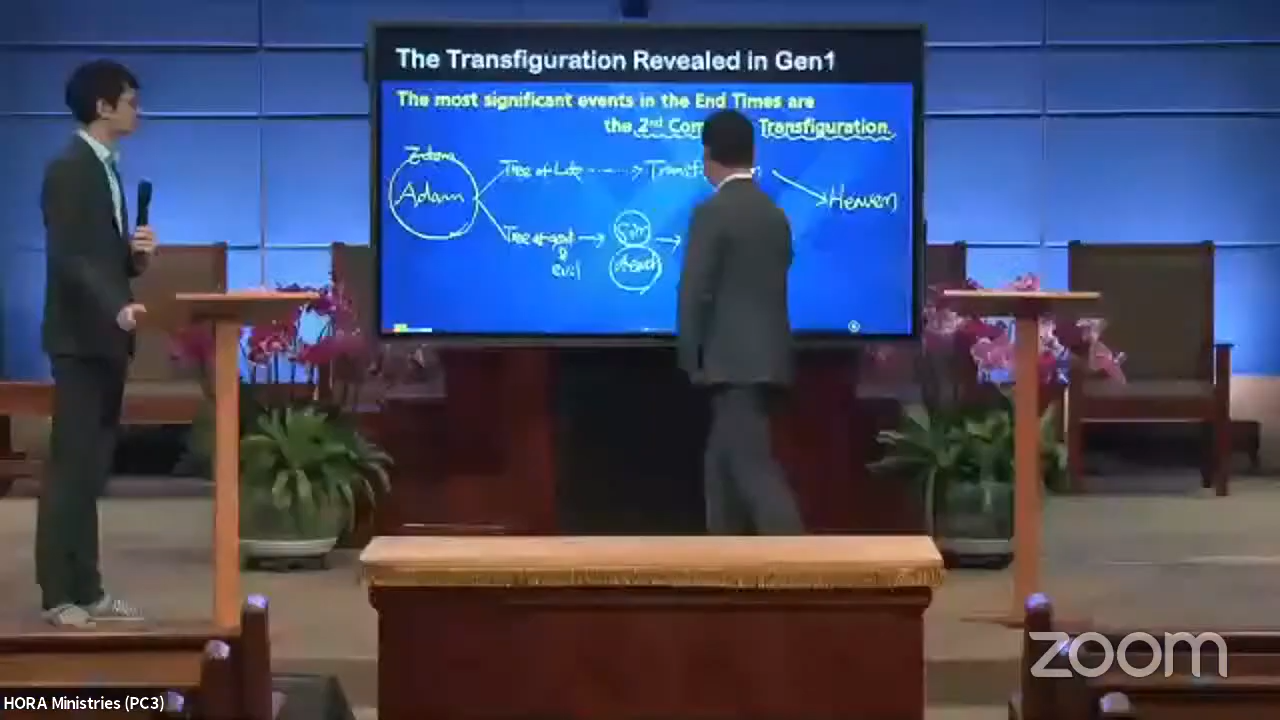 The Transfiguration Revealed in Gen1
The most significant events in the End Times are
the 2nd Transfiguration.
Adam
Tree of Life Heaven
Tree of good
&
evil
zoom
HORA Ministries (PC3)